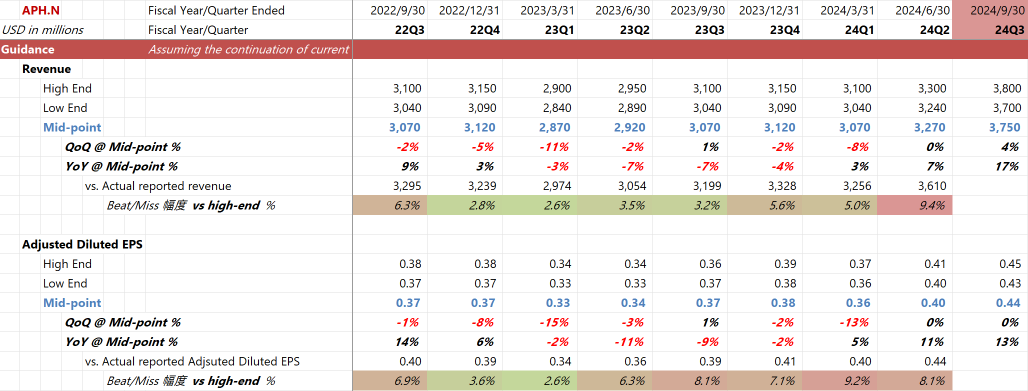 APH.N Fiscal Year/Quarter Ended 2022/9/30 2022/12/31 2023/3/31 2023/6/30 2023/9/30 2023/12/31 2024/3/31 2024/6/30 2024/9/30
USD in millions Fiscal Year/Quarter 22Q3 22Q4 23Q1 23Q2 23Q3 23Q4 24Q1 24Q2 24Q3
Guidance Assuming the continuation of current
Revenue
High End 3,100 3,150 2,900 2,950 3,100 3,150 3,100 3,300 3,800
Low End 3,040 3,090 2,840 2,890 3,040 3,090 3,040 3,240 3,700
Mid-point 3,070 3,120 2,870 2,920 3,070 3,120 3,070 3,270 3,750
QoQ @ Mid-point % -2% -5% -11% -2% 1% -2% -8% 0% 4%
YoY @ Mid-point % 9% 3% -3% -7% -7% -4% 3% 7% 17%
vs. Actual reported revenue 3,295 3,239 2,974 3,054 3,199 3,328 3,256 3,610
Beat/Miss 幅度 vs high-end % 6.3% 2.8% 2.6% 3.5% 3.2% 5.6% 5.0% 9.4%
Adjusted Diluted EPS
High End 0.38 0.38 0.34 0.34 0.36 0.39 0.37 0.41 0.45
Low End 0.37 0.37 0.33 0.33 0.37 0.38 0.36 0.40 0.43
Mid-point 0.37 0.37 0.33 0.34 0.37 0.38 0.36 0.40 0.44
QoQ @ Mid-point % -1% -8% -15% -3% 1% -2% -13% 0% 0%
YoY @ Mid-point % 14% 6% -2% -11% -9% -2% 5% 11% 13%
vs. Actual reported Adjsuted Diluted EPS 0.40 0.39 0.34 0.36 0.39 0.41 0.40 0.44
Beat/Miss 幅度 vs high-end % 6.9% 3.6% 2.6% 6.3% 8.1% 7.1% 9.2% 8.1%